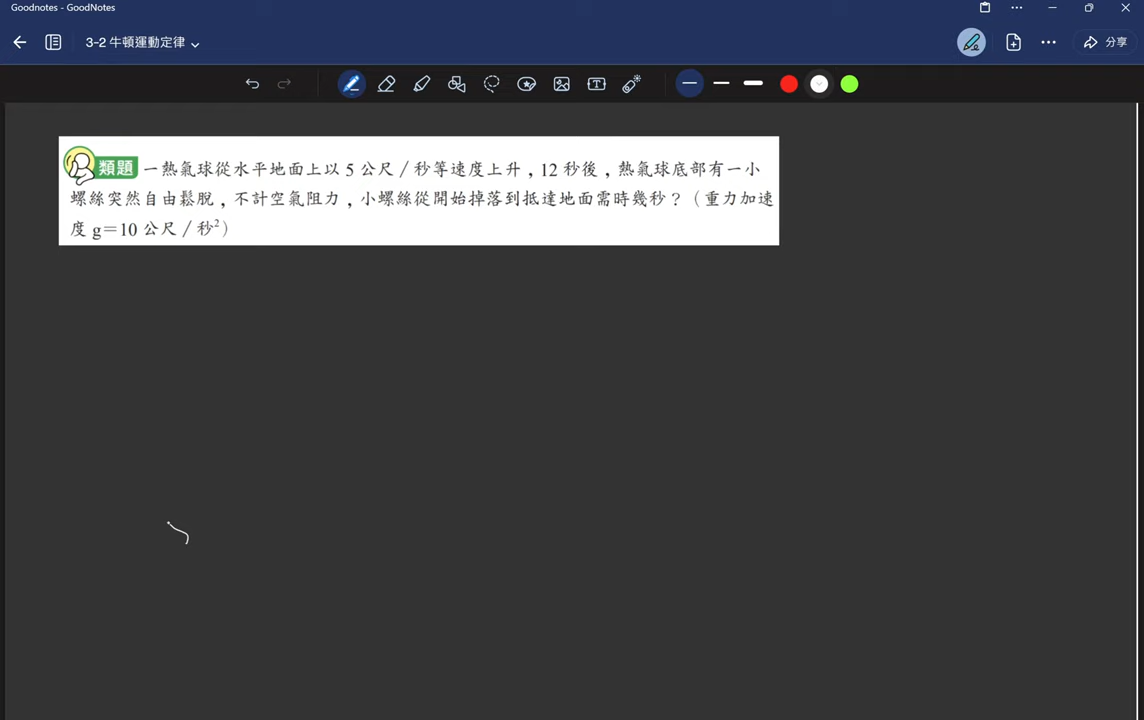 Goodnotes - GoodNotes
3-2 牛頓運動定律
分享
類題 一熱氣球從水平地面上以 5 公尺/秒等速度上升,12 秒後,熱氣球底部有一小
螺絲突然自由鬆脫,不計空氣阻力,小螺絲從開始掉落到抵達地面需時幾秒?(重力加速
度 g=10 公尺/秒²)